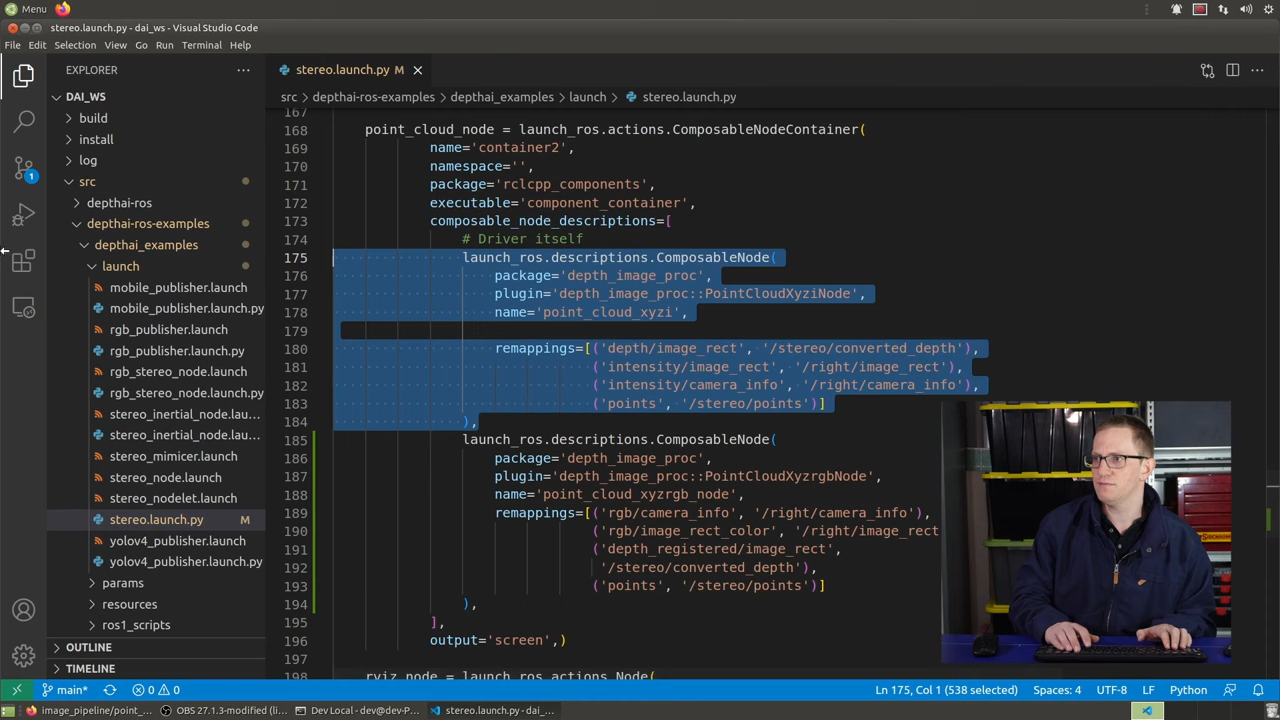 Menu
stereo.launch.py - dai_ws - Visual Studio Code
File Edit Selection View Go Run Terminal Help
EXPLORER
stereo.launch.py M
DAI_WS
src > depthai-ros-examples > depthai_examples > launch > stereo.launch.py
build
install
log
src
depthai-ros
depthai-ros-examples
depthai_examples
launch
mobile_publisher.launch
mobile_publisher.launch.py
rgb_publisher.launch
rgb_publisher.launch.py
rgb_stereo_node.launch
rgb_stereo_node.launch.py
stereo_inertial_node.lau...
stereo_inertial_node.lau...
stereo_mimicer.launch
stereo_node.launch
stereo_nodelet.launch
stereo.launch.py M
yolov4_publisher.launch
yolov4_publisher.launch.py
params
resources
ros1_scripts
OUTLINE
TIMELINE
1
167
168 point_cloud_node = launch_ros.actions.ComposableNodeContainer(
169 name='container2',
170 namespace='',
171 package='rclcpp_components',
172 executable='component_container',
173 composable_node_descriptions=[
174 # Driver itself
175 launch_ros.descriptions.ComposableNode(
176 package='depth_image_proc',
177 plugin='depth_image_proc::PointCloudXyziNode',
178 name='point_cloud_xyzi',
179
180 remappings=[('depth/image_rect', '/stereo/converted_depth'),
181 ('intensity/image_rect', '/right/image_rect'),
182 ('intensity/camera_info', '/right/camera_info'),
183 ('points', '/stereo/points')]
184 ),
185 launch_ros.descriptions.ComposableNode(
186 package='depth_image_proc',
187 plugin='depth_image_proc::PointCloudXyzrgbNode',
188 name='point_cloud_xyzrgb_node',
189 remappings=[('rgb/camera_info', '/right/camera_info'),
190 ('rgb/image_rect_color', '/right/image_rect
191 ('depth_registered/image_rect',
192 '/stereo/converted_depth'),
193 ('points', '/stereo/points')]
194 ),
195 ],
196 output='screen',)
197
198 rviz_node = launch_ros.actions.Node(
main* 0 0 Ln 175, Col 1 (538 selected) Spaces: 4 UTF-8 LF Python
image_pipeline/point_... OBS 27.1.3-modified (l... Dev Local - dev@dev-P... stereo.launch.py - dai_...